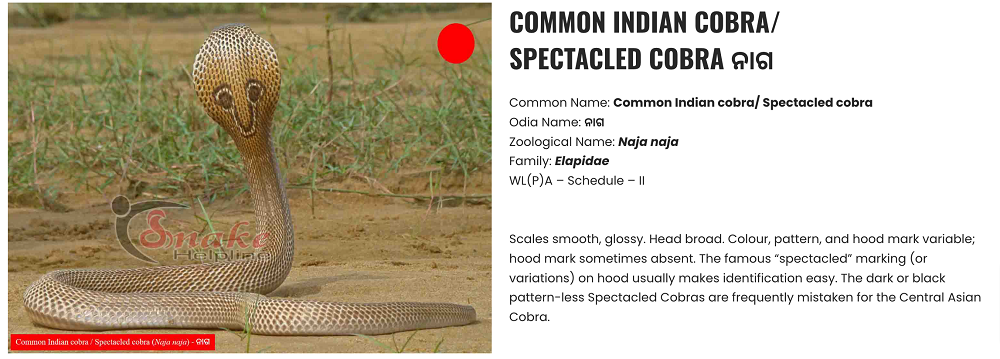 COMMON INDIAN COBRA/
SPECTACLED COBRA ନାଗ
Common Name: Common Indian cobra/ Spectacled cobra
Odia Name: ନାଗ
Zoological Name: Naja naja
Family: Elapidae
WL(P)A – Schedule – II
Scales smooth, glossy. Head broad. Colour, pattern, and hood mark variable;
hood mark sometimes absent. The famous “spectacled” marking (or
variations) on hood usually makes identification easy. The dark or black
pattern-less Spectacled Cobras are frequently mistaken for the Central Asian
Cobra.
Snake
Helpline
Common Indian cobra / Spectacled cobra (Naja naja) - ନାଗ